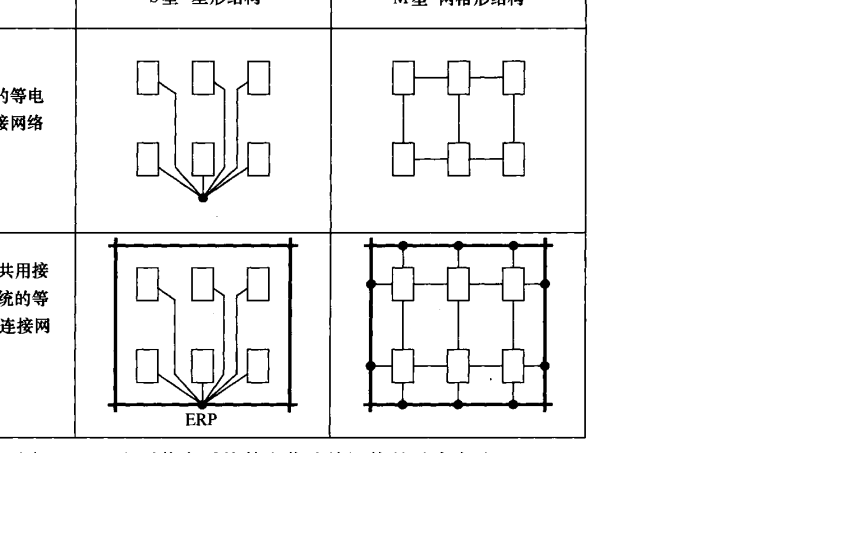 S型 星形结构
M型 网格形结构
的等电
接网络
共用接
统的等
连接网
ERP